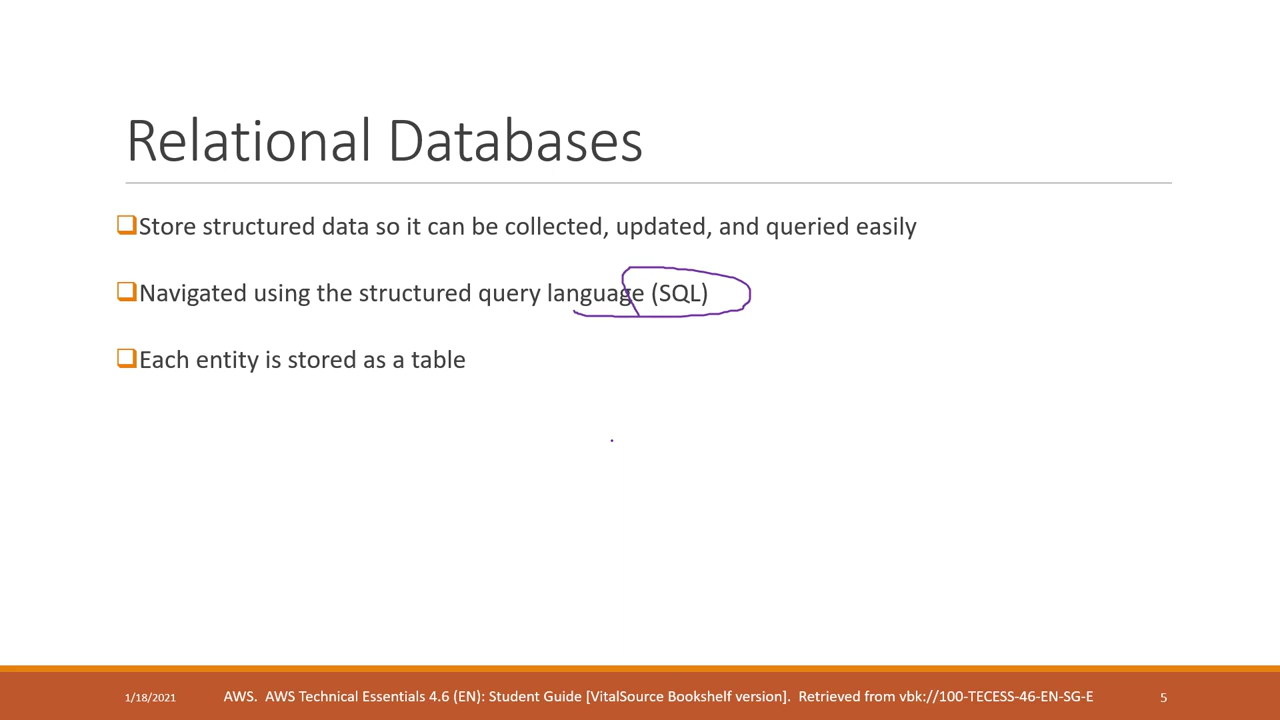 Relational Databases
Store structured data so it can be collected, updated, and queried easily
Navigated using the structured query language (SQL)
Each entity is stored as a table
1/18/2021 AWS. AWS Technical Essentials 4.6 (EN): Student Guide [VitalSource Bookshelf version]. Retrieved from vbk://100-TECESS-46-EN-SG-E 5